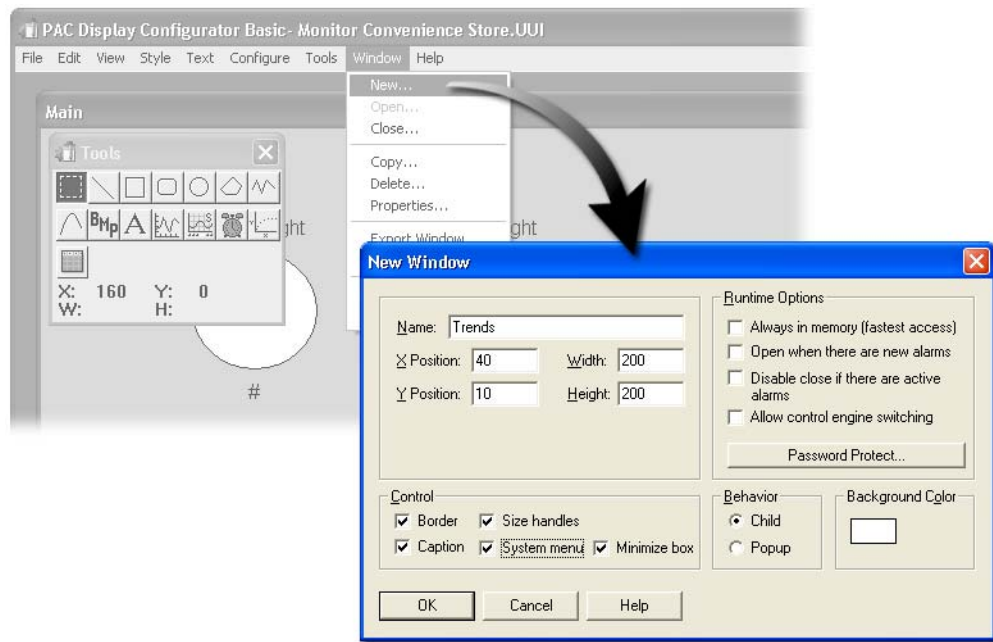 PAC Display Configurator Basic- Monitor Convenience Store.UUI
File Edit View Style Text Configure Tools Window Help
New...
Open...
Close...
Copy...
Delete...
Properties...
Export Window
Main
Tools
BMp A
X: 160 Y: 0
W: H:
ght
ght
#
New Window
Name: Trends
X Position: 40 Width: 200
Y Position: 10 Height: 200
Runtime Options
Always in memory (fastest access)
Open when there are new alarms
Disable close if there are active
alarms
Allow control engine switching
Password Protect...
Control
Border Size handles
Caption System menu Minimize box
Behavior
Child
Popup
Background Color
OK Cancel Help